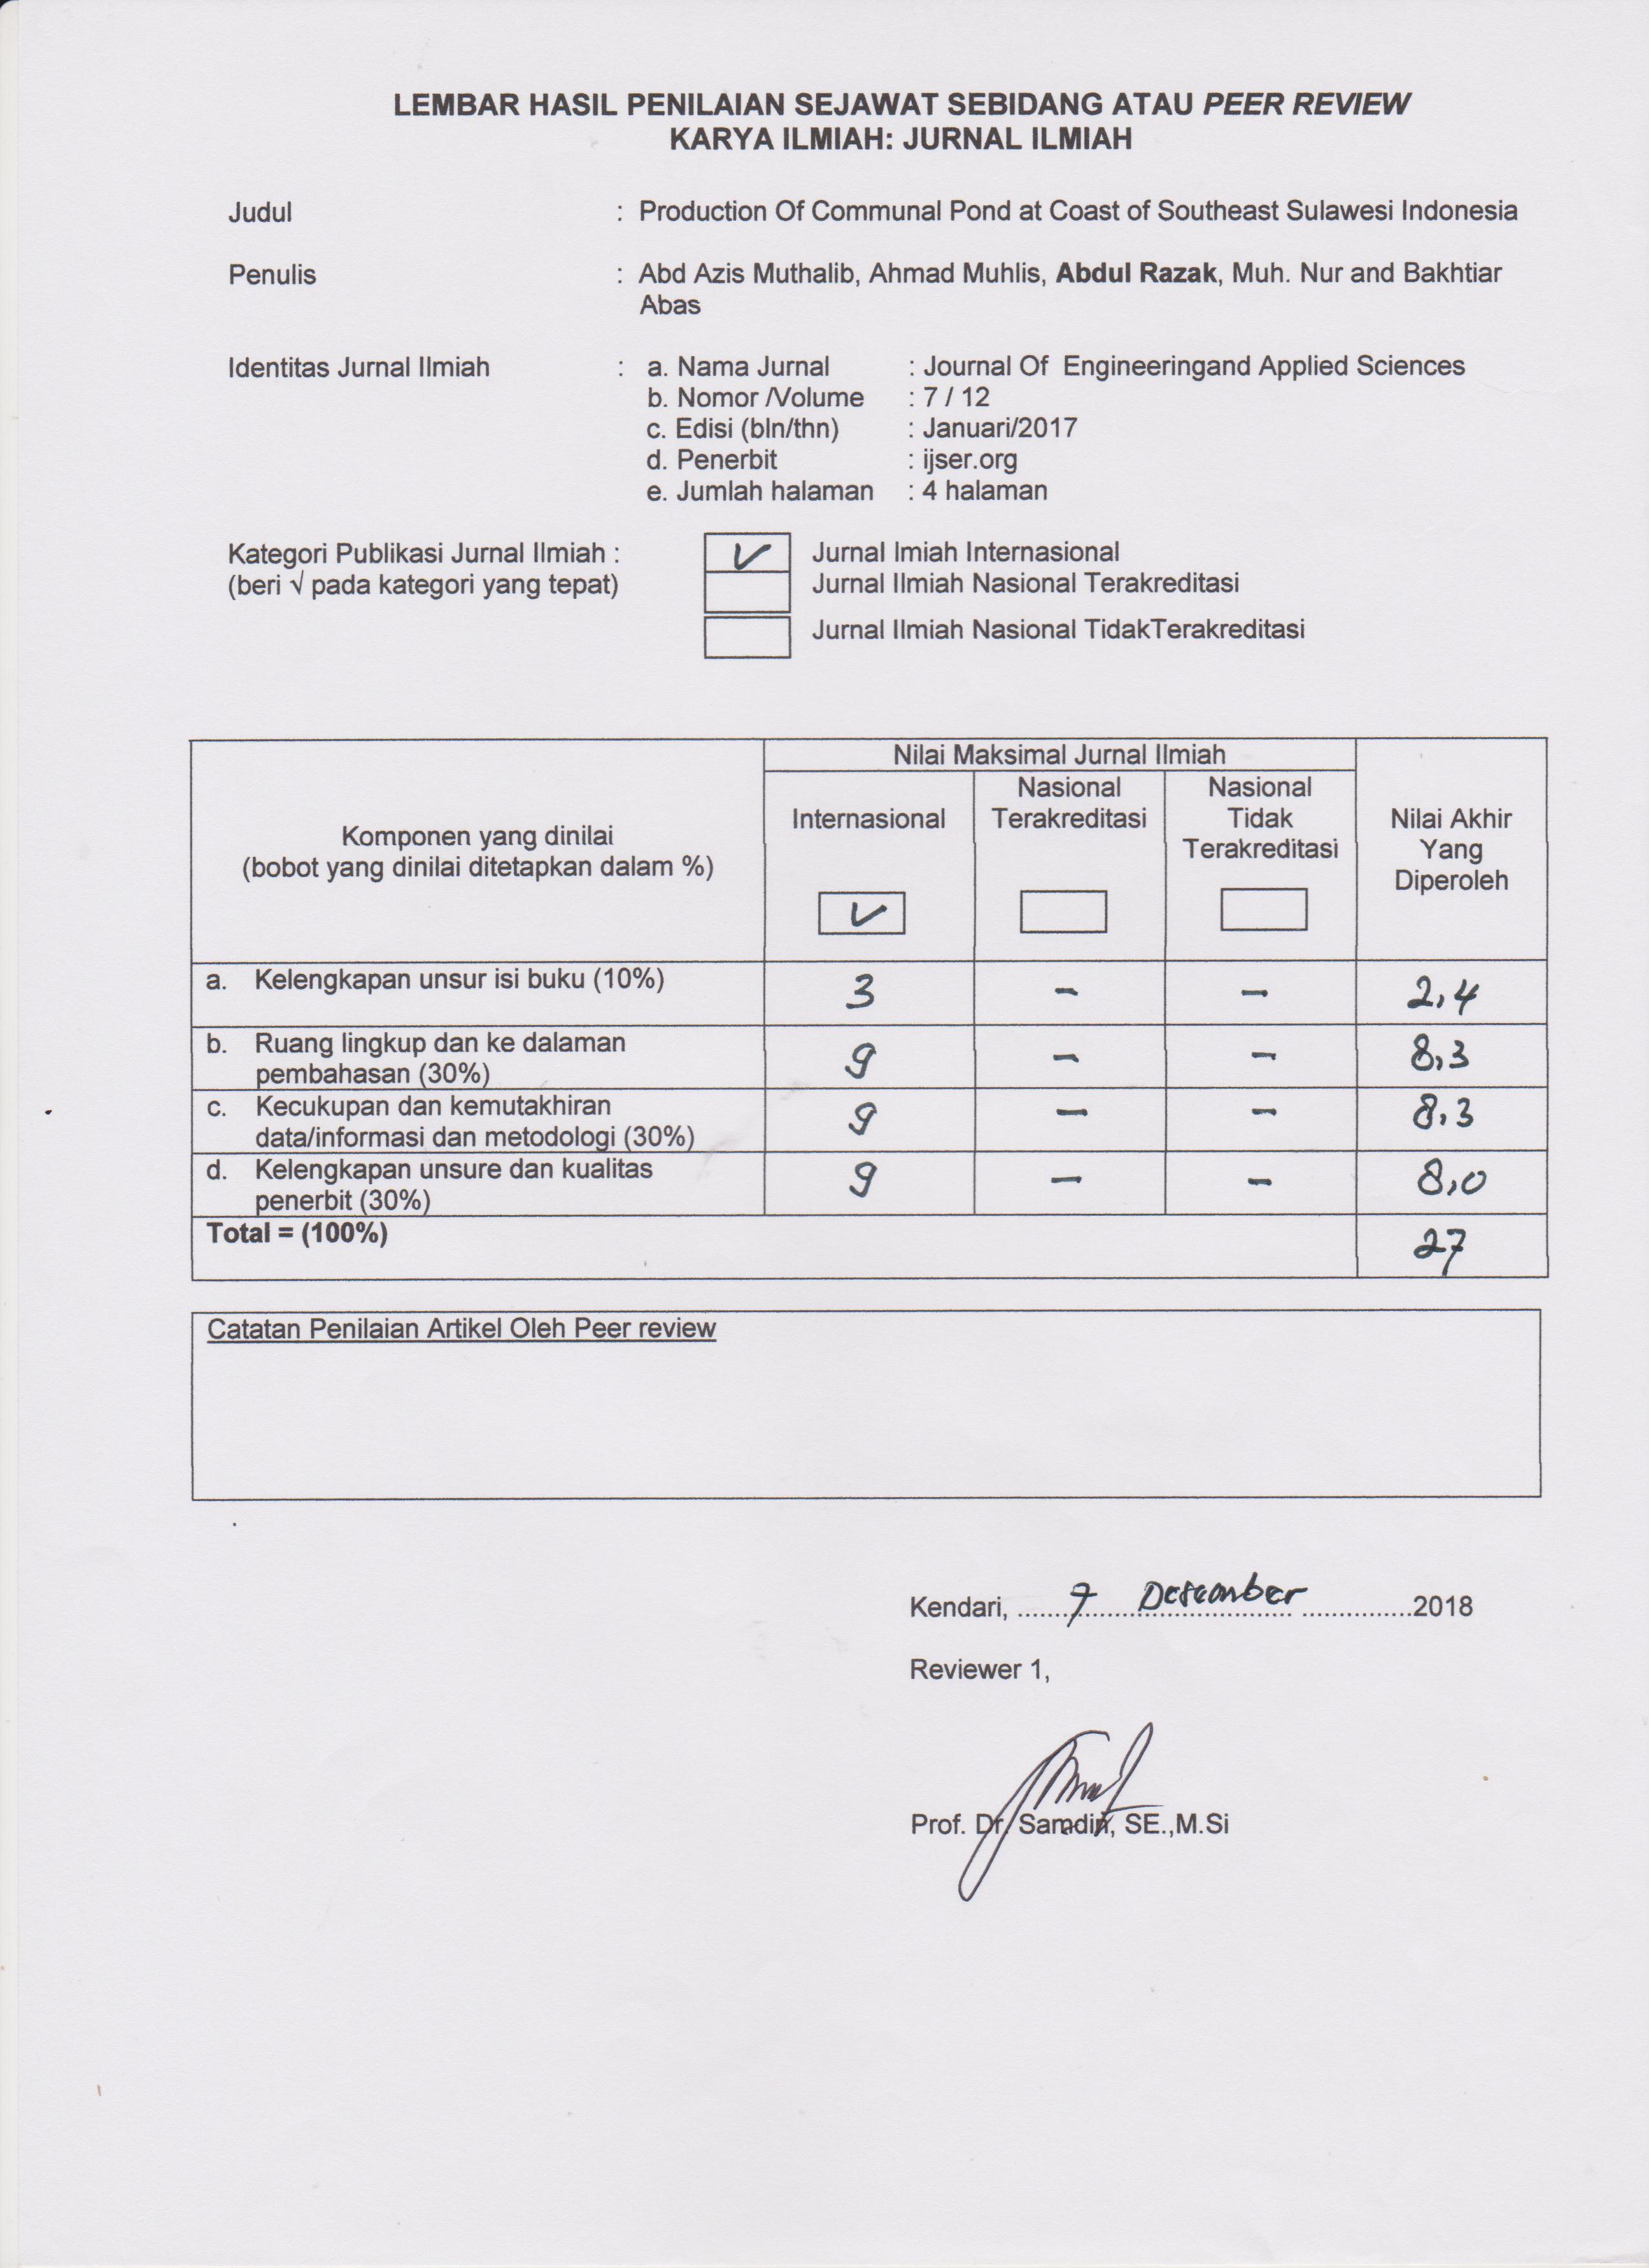 LEMBAR HASIL PENILAIAN SEJAWAT SEBIDANG ATAU PEER REVIEW
KARYA ILMIAH: JURNAL ILMIAH
Judul : Production Of Communal Pond at Coast of Southeast Sulawesi Indonesia
Penulis : Abd Azis Muthalib, Ahmad Muhlis, Abdul Razak, Muh. Nur and Bakhtiar
Abas
Identitas Jurnal Ilmiah : a. Nama Jurnal : Journal Of Engineeringand Applied Sciences
b. Nomor /Volume : 7 / 12
c. Edisi (bln/thn) : Januari/2017
d. Penerbit : ijser.org
e. Jumlah halaman : 4 halaman
Kategori Publikasi Jurnal Ilmiah : √ Jurnal Imiah Internasional
(beri √ pada kategori yang tepat) Jurnal Ilmiah Nasional Terakreditasi
Jurnal Ilmiah Nasional TidakTerakreditasi
Nilai Maksimal Jurnal Ilmiah
Komponen yang dinilai
(bobot yang dinilai ditetapkan dalam %)
Internasional
√
Nasional
Terakreditasi
Nasional
Tidak
Terakreditasi
Nilai Akhir
Yang
Diperoleh
a. Kelengkapan unsur isi buku (10%) 3 - - 2,4
b. Ruang lingkup dan ke dalaman
pembahasan (30%) 9 - - 8,3
c. Kecukupan dan kemutakhiran
data/informasi dan metodologi (30%) 9 - - 8,3
d. Kelengkapan unsure dan kualitas
penerbit (30%) 9 - - 8,0
Total = (100%) 27
Catatan Penilaian Artikel Oleh Peer review
Kendari, ......7 Desember...............2018
Reviewer 1,
Prof. Dr. Samdin, SE.,M.Si